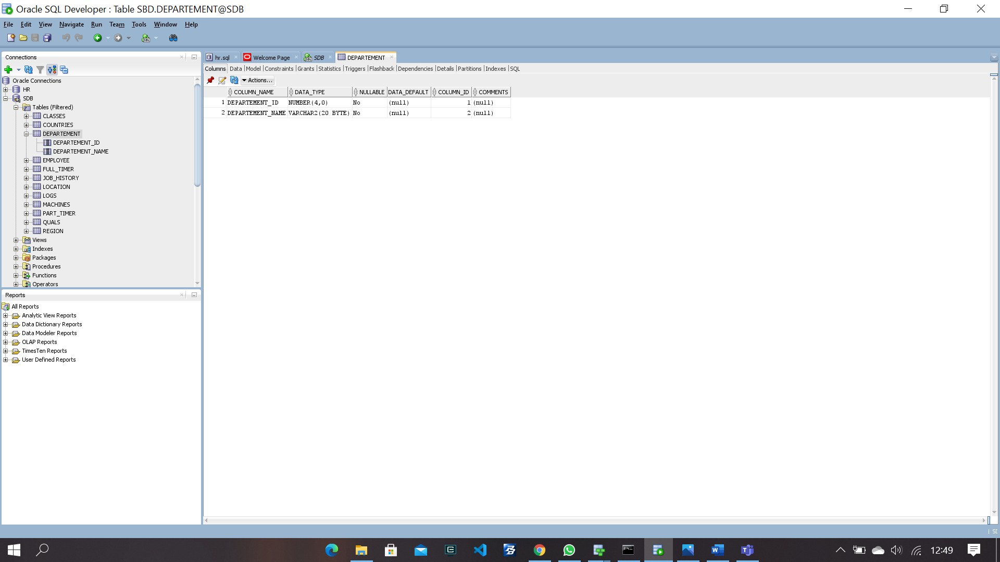 Oracle SQL Developer : Table SBD.DEPARTEMENT@SDB
File Edit View Navigate Run Team Tools Window Help
Connections
Oracle Connections
HR
SDB
Tables (Filtered)
CLASSES
COUNTRIES
DEPARTEMENT
DEPARTEMENT_ID
DEPARTEMENT_NAME
EMPLOYEE
FULL_TIMER
JOB_HISTORY
LOCATION
LOGS
MACHINES
PART_TIMER
QUALS
REGION
Views
Indexes
Packages
Procedures
Functions
Operators
Reports
All Reports
Analytic View Reports
Data Dictionary Reports
Data Modeler Reports
OLAP Reports
TimesTen Reports
User Defined Reports
hr.sql Welcome Page SDB DEPARTEMENT
Columns Data Model Constraints Grants Statistics Triggers Flashback Dependencies Details Partitions Indexes SQL
Actions...
COLUMN_NAME DATA_TYPE NULLABLE DATA_DEFAULT COLUMN_ID COMMENTS
1 DEPARTEMENT_ID NUMBER(4,0) No (null) 1 (null)
2 DEPARTEMENT_NAME VARCHAR2(20 BYTE) No (null) 2 (null)
12:49